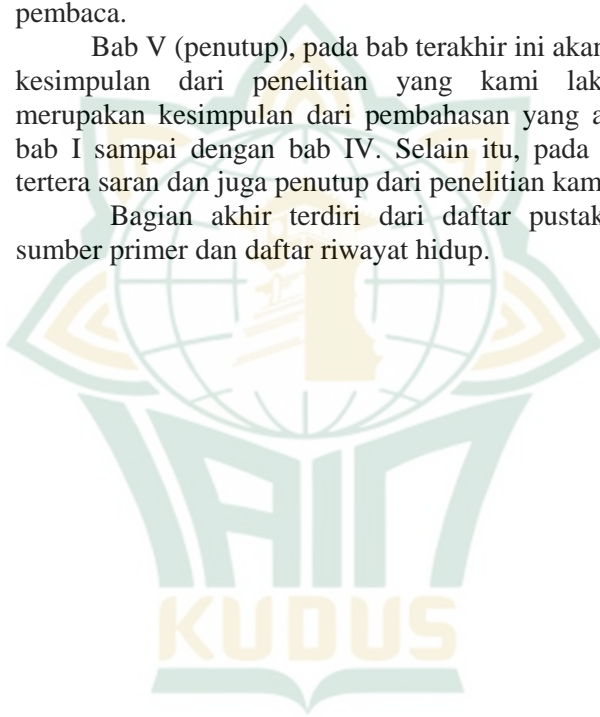 pembaca.
Bab V (penutup), pada bab terakhir ini akan
kesimpulan dari penelitian yang kami lak
merupakan kesimpulan dari pembahasan yang a
bab I sampai dengan bab IV. Selain itu, pada
tertera saran dan juga penutup dari penelitian kam
Bagian akhir terdiri dari daftar pustak
sumber primer dan daftar riwayat hidup.
IAIN
KUDUS